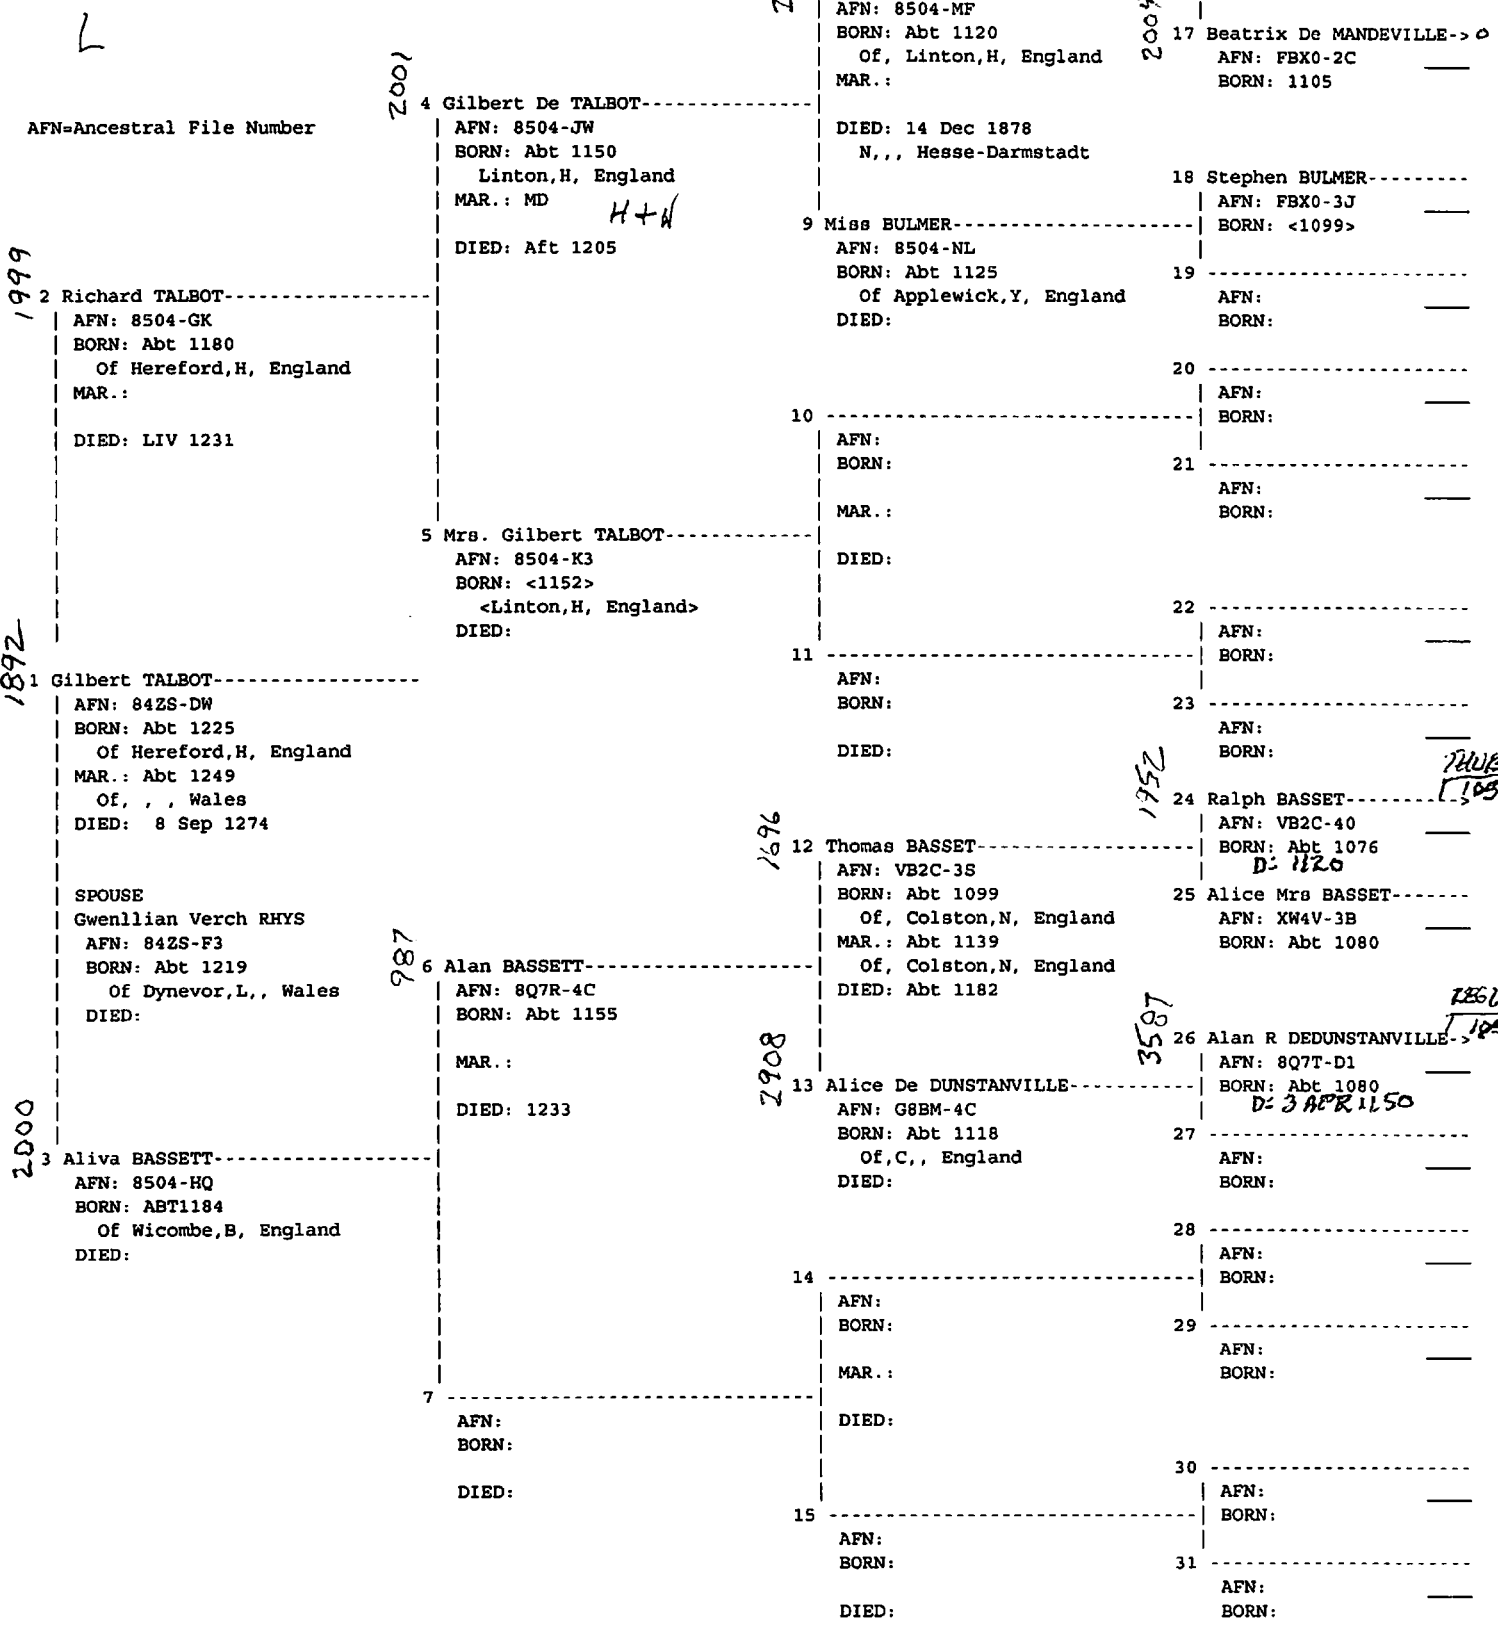 L
AFN=Ancestral File Number
1999
2 Richard TALBOT-----------------
AFN: 8504-GK
BORN: Abt 1180
Of Hereford,H, England
MAR.:
DIED: LIV 1231
1892
1 Gilbert TALBOT-----------------
AFN: 84ZS-DW
BORN: Abt 1225
Of Hereford,H, England
MAR.: Abt 1249
Of, , , Wales
DIED: 8 Sep 1274
SPOUSE
Gwenllian Verch RHYS
AFN: 84ZS-F3
BORN: Abt 1219
Of Dynevor,L,, Wales
DIED:
2000
3 Aliva BASSETT------------------
AFN: 8504-HQ
BORN: ABT1184
Of Wicombe,B, England
DIED:
2001
4 Gilbert De TALBOT--------------
AFN: 8504-JW
BORN: Abt 1150
Linton,H, England
MAR.: MD
H+W
DIED: Aft 1205
5 Mrs. Gilbert TALBOT------------
AFN: 8504-K3
BORN: <1152>
<Linton,H, England>
DIED:
987
6 Alan BASSETT-------------------
AFN: 8Q7R-4C
BORN: Abt 1155
MAR.:
DIED: 1233
7 -------------------------------
AFN:
BORN:
DIED:
AFN: 8504-MF
BORN: Abt 1120
Of, Linton,H, England
MAR.:
DIED: 14 Dec 1878
N,,, Hesse-Darmstadt
9 Miss BULMER--------------------
AFN: 8504-NL
BORN: Abt 1125
Of Applewick,Y, England
DIED:
10 -------------------------------
AFN:
BORN:
MAR.:
DIED:
11 -------------------------------
AFN:
BORN:
DIED:
1696
12 Thomas BASSET------------------
AFN: VB2C-3S
BORN: Abt 1099
Of, Colston,N, England
MAR.: Abt 1139
Of, Colston,N, England
DIED: Abt 1182
2908
13 Alice De DUNSTANVILLE----------
AFN: G8BM-4C
BORN: Abt 1118
Of,C,, England
DIED:
14 -------------------------------
AFN:
BORN:
MAR.:
DIED:
15 -------------------------------
AFN:
BORN:
DIED:
17 Beatrix De MANDEVILLE->
AFN: FBX0-2C
BORN: 1105
18 Stephen BULMER--------
AFN: FBX0-3J
BORN: <1099>
19 ----------------------
AFN:
BORN:
20 ----------------------
AFN:
BORN:
21 ----------------------
AFN:
BORN:
22 ----------------------
AFN:
BORN:
23 ----------------------
AFN:
BORN:
1952
24 Ralph BASSET---------->
AFN: VB2C-40
BORN: Abt 1076
D: 1120
25 Alice Mrs BASSET-------
AFN: XW4V-3B
BORN: Abt 1080
3587
26 Alan R DEDUNSTANVILLE->
AFN: 8Q7T-D1
BORN: Abt 1080
D: 3 APR 1150
27 ----------------------
AFN:
BORN:
28 ----------------------
AFN:
BORN:
29 ----------------------
AFN:
BORN:
30 ----------------------
AFN:
BORN:
31 ----------------------
AFN:
BORN: